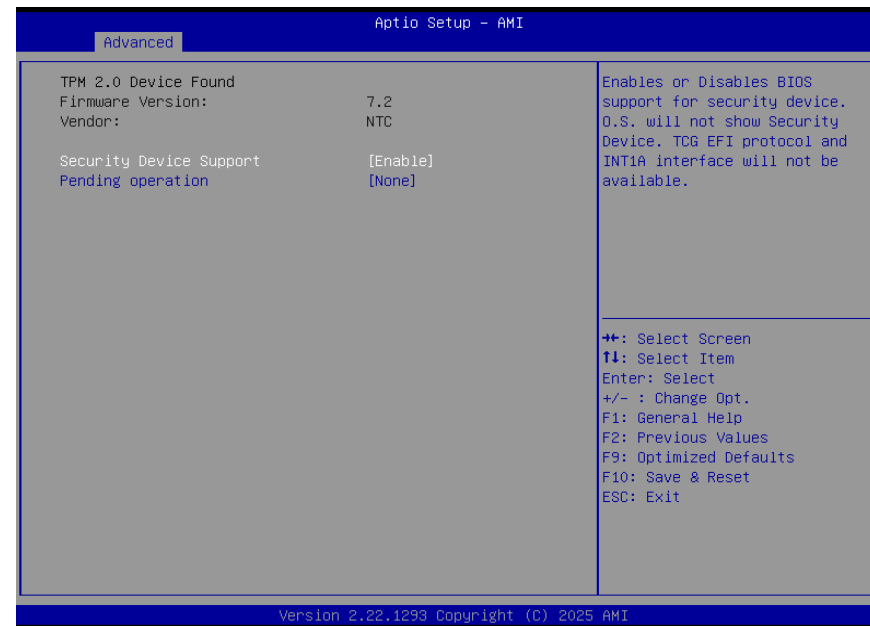 Aptio Setup – AMI
Advanced
TPM 2.0 Device Found
Firmware Version: 7.2
Vendor: NTC
Security Device Support [Enable]
Pending operation [None]
Enables or Disables BIOS
support for security device.
O.S. will not show Security
Device. TCG EFI protocol and
INT1A interface will not be
available.
→←: Select Screen
↑↓: Select Item
Enter: Select
+/- : Change Opt.
F1: General Help
F2: Previous Values
F9: Optimized Defaults
F10: Save & Reset
ESC: Exit
Version 2.22.1293 Copyright (C) 2025 AMI